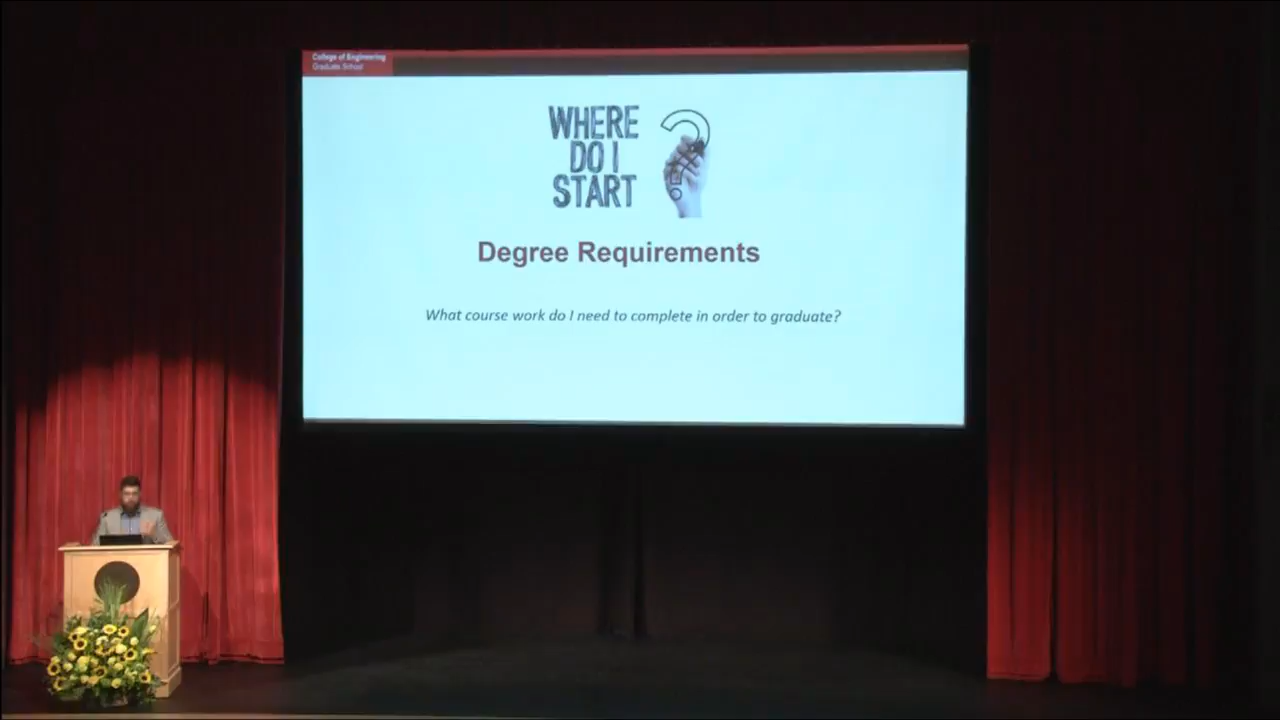 College of Engineering
Graduate School
WHERE
DO I
START
?
Degree Requirements
What course work do I need to complete in order to graduate?